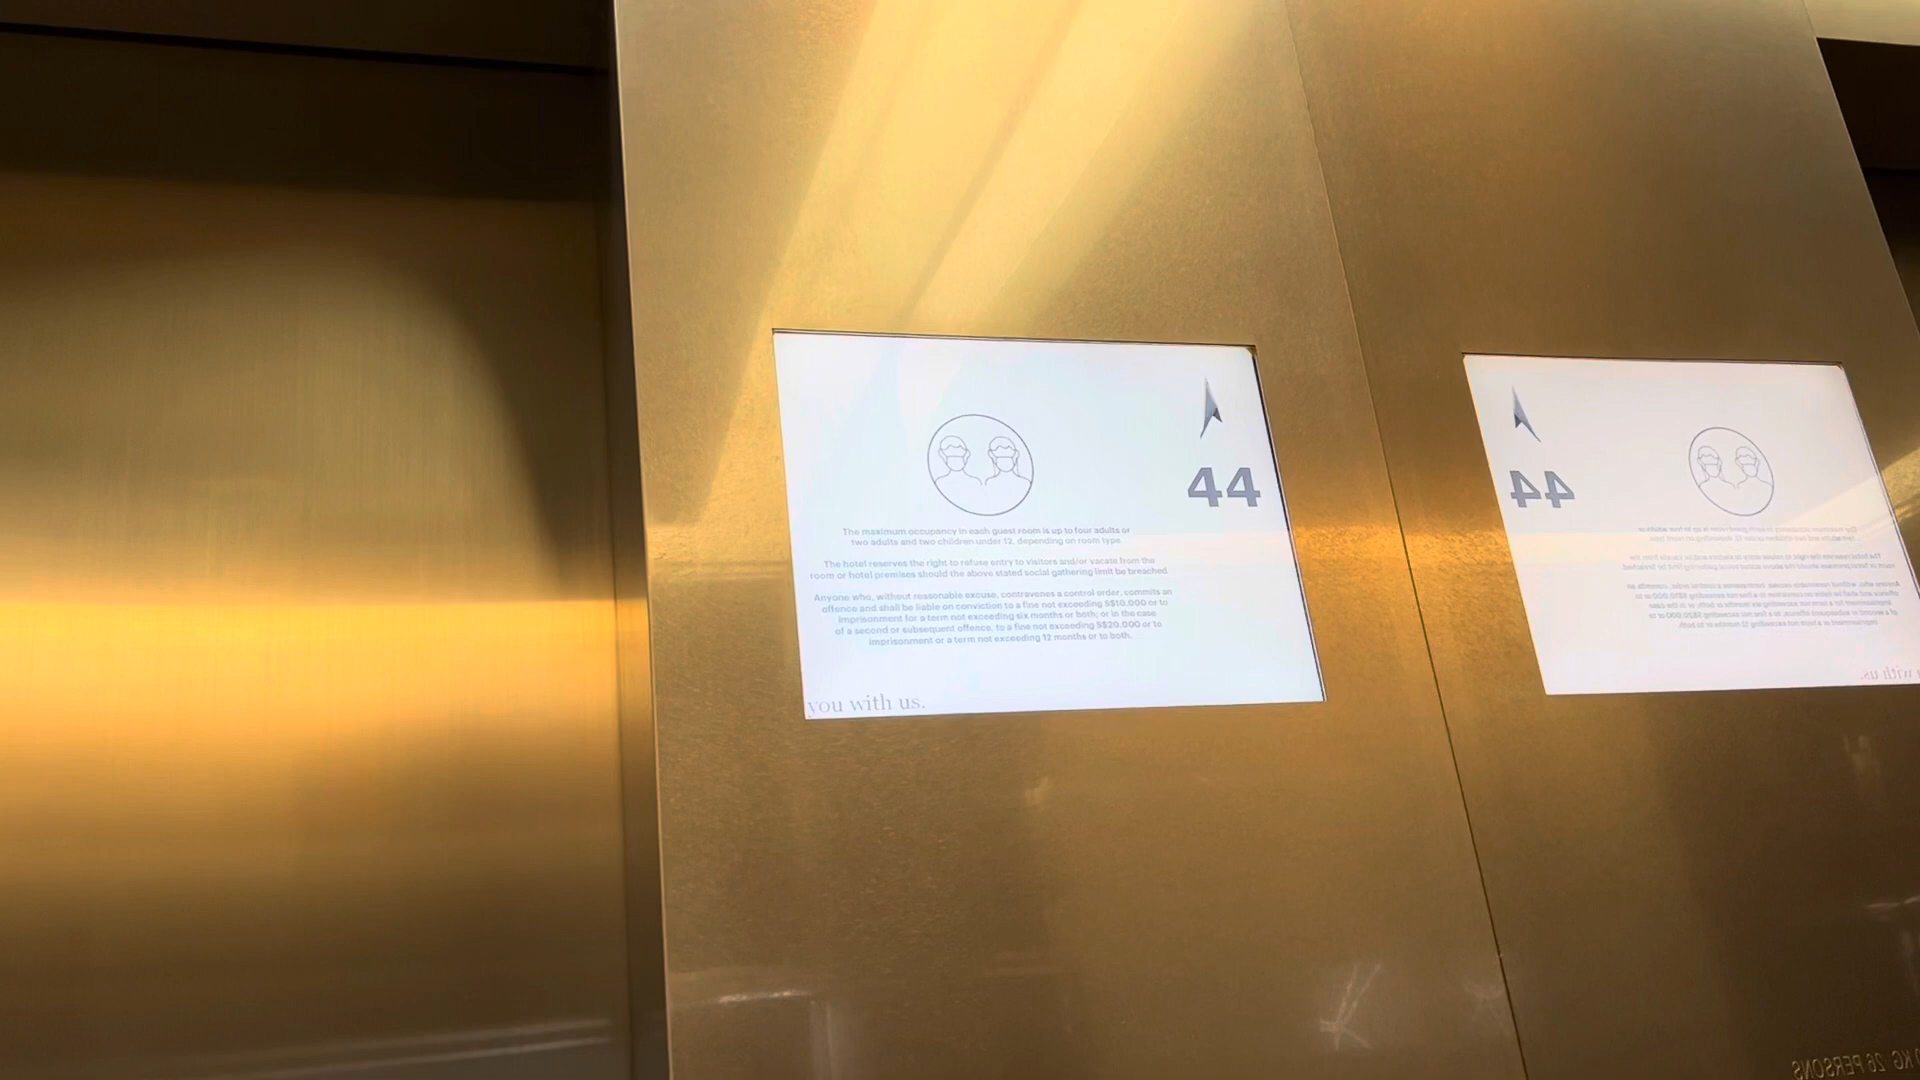 44
The maximum occupancy in each guest room is up to four adults or
two adults and two children under 12, depending on room type.
The hotel reserves the right to refuse entry to visitors and/or vacate from the
room or hotel premises should the above stated social gathering limit be breached.
Anyone who, without reasonable excuse, contravenes a control order, commits an
offence and shall be liable on conviction to a fine not exceeding S$10,000 or to
imprisonment for a term not exceeding six months or both; or in the case
of a second or subsequent offence, to a fine not exceeding S$20,000 or to
imprisonment or a term not exceeding 12 months or to both.
you with us.
44
KG 26 PERSONS